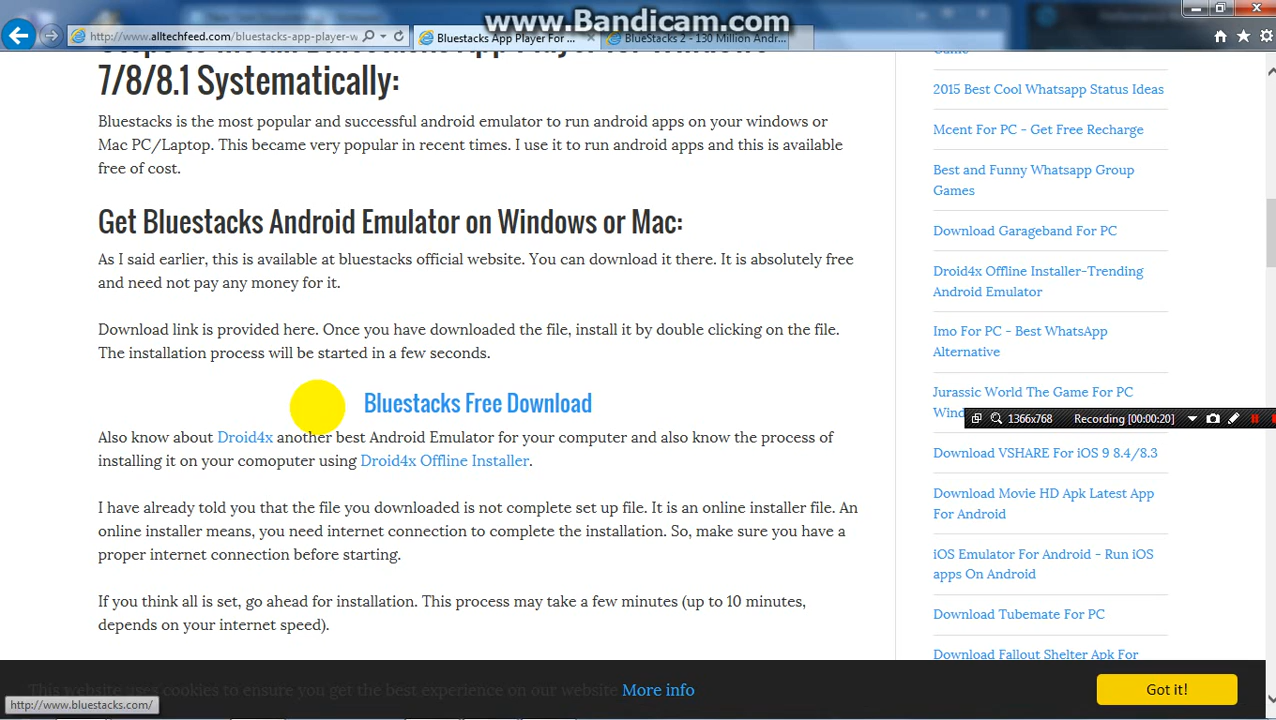 www.Bandicam.com
http://www.alltechfeed.com/bluestacks-app-player-w
Bluestacks App Player For ...
BlueStacks 2 - 130 Million Andr...
7/8/8.1 Systematically:
Bluestacks is the most popular and successful android emulator to run android apps on your windows or
Mac PC/Laptop. This became very popular in recent times. I use it to run android apps and this is available
free of cost.
Get Bluestacks Android Emulator on Windows or Mac:
As I said earlier, this is available at bluestacks official website. You can download it there. It is absolutely free
and need not pay any money for it.
Download link is provided here. Once you have downloaded the file, install it by double clicking on the file.
The installation process will be started in a few seconds.
Bluestacks Free Download
Also know about Droid4x another best Android Emulator for your computer and also know the process of
installing it on your comoputer using Droid4x Offline Installer.
I have already told you that the file you downloaded is not complete set up file. It is an online installer file. An
online installer means, you need internet connection to complete the installation. So, make sure you have a
proper internet connection before starting.
If you think all is set, go ahead for installation. This process may take a few minutes (up to 10 minutes,
depends on your internet speed).
Game
2015 Best Cool Whatsapp Status Ideas
Mcent For PC - Get Free Recharge
Best and Funny Whatsapp Group
Games
Download Garageband For PC
Droid4x Offline Installer-Trending
Android Emulator
Imo For PC - Best WhatsApp
Alternative
Jurassic World The Game For PC
1366x768 Recording [00:00:20]
Download VSHARE For iOS 9 8.4/8.3
Download Movie HD Apk Latest App
For Android
iOS Emulator For Android - Run iOS
apps On Android
Download Tubemate For PC
Download Fallout Shelter Apk For
This website uses cookies to ensure you get the best experience on our website More info
Got it!
http://www.bluestacks.com/